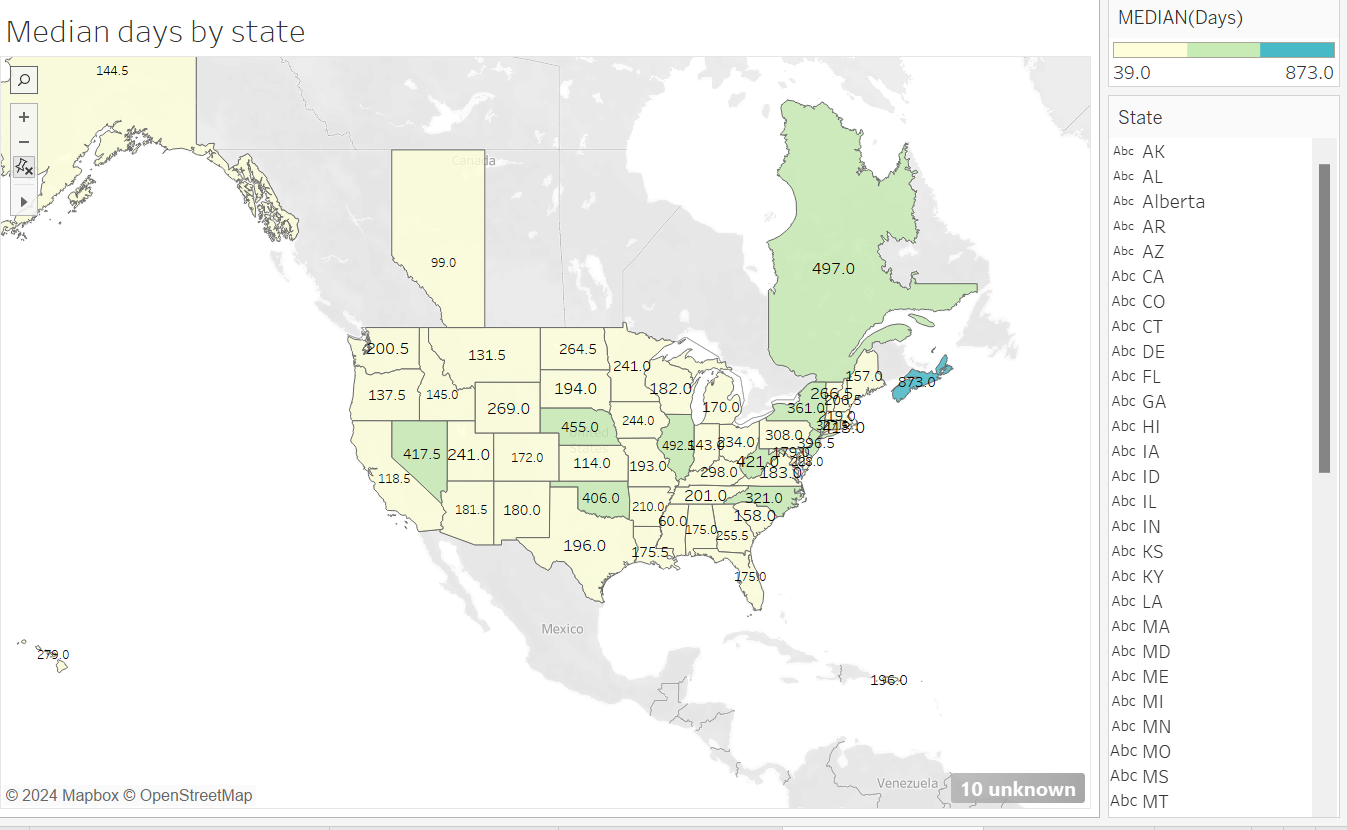 Median days by state
MEDIAN(Days)
39.0 873.0
State
Abc AK
Abc AL
Abc Alberta
Abc AR
Abc AZ
Abc CA
Abc CO
Abc CT
Abc DE
Abc FL
Abc GA
Abc HI
Abc IA
Abc ID
Abc IL
Abc IN
Abc KS
Abc KY
Abc LA
Abc MA
Abc MD
Abc ME
Abc MI
Abc MN
Abc MO
Abc MS
Abc MT
144.5
Canada
99.0
497.0
200.5
131.5
264.5
241.0
157.0
873.0
137.5
145.0
269.0
194.0
182.0
170.0
266.5
206.5
361.0
219.0
413.0
455.0
244.0
United
States
417.5
241.0
172.0
114.0
193.0
492.5
143.0
234.0
308.0
396.5
179.0
421.0
183.0
298.0
118.5
181.5
180.0
406.0
210.0
201.0
321.0
158.0
60.0
175.0
255.5
196.0
175.5
175.0
Mexico
279.0
196.0
Venezuela
10 unknown
© 2024 Mapbox © OpenStreetMap